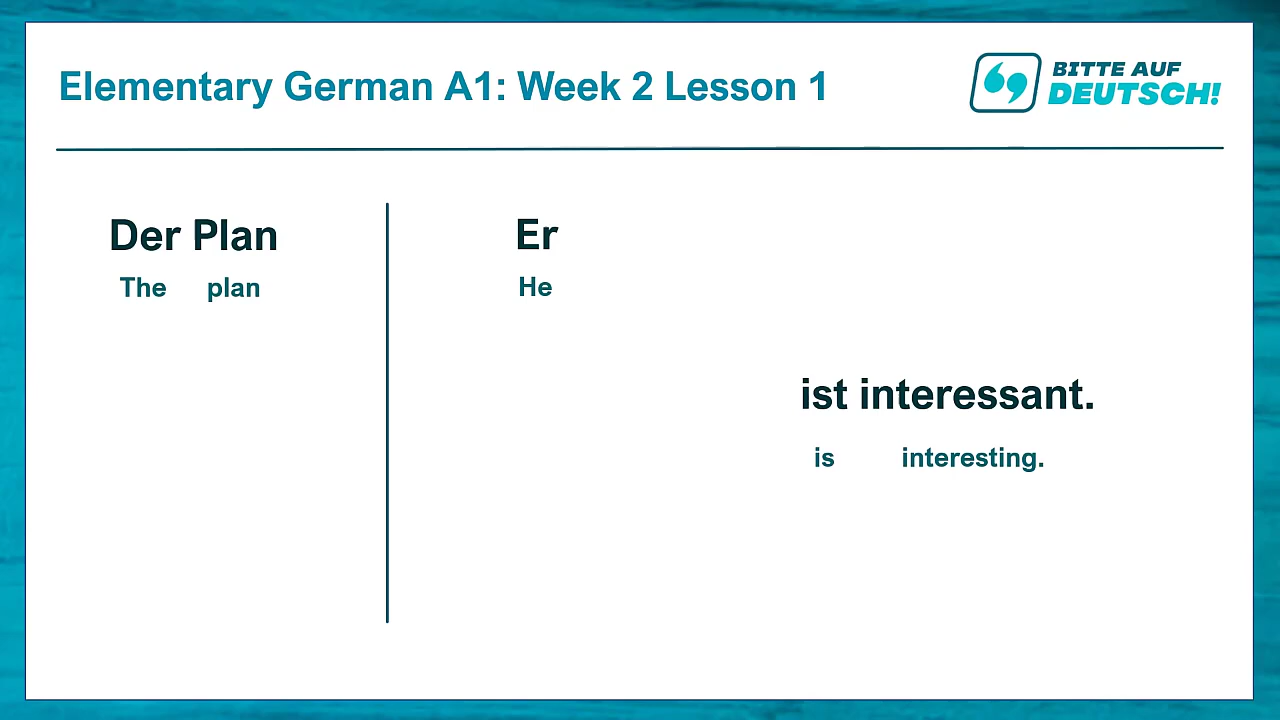 Elementary German A1: Week 2 Lesson 1
BITTE AUF
DEUTSCH!
Der Plan
The plan
Er
He
ist interessant.
is interesting.